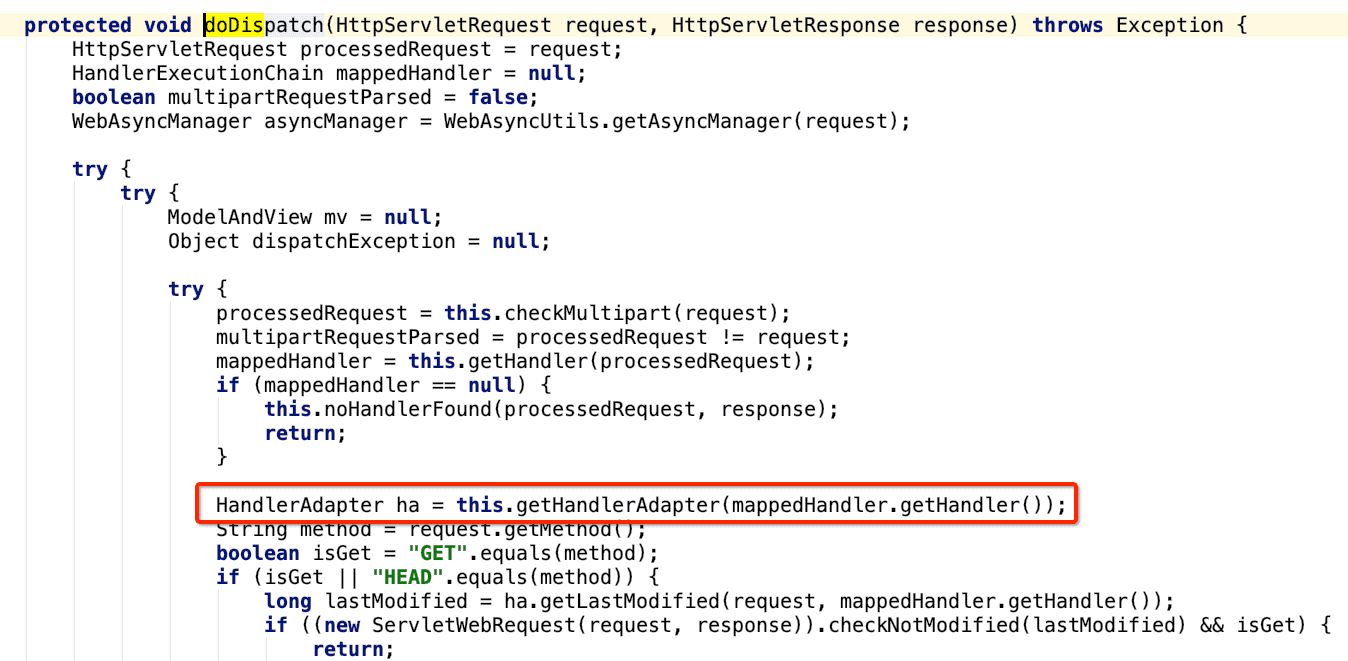 protected void doDispatch(HttpServletRequest request, HttpServletResponse response) throws Exception {
    HttpServletRequest processedRequest = request;
    HandlerExecutionChain mappedHandler = null;
    boolean multipartRequestParsed = false;
    WebAsyncManager asyncManager = WebAsyncUtils.getAsyncManager(request);

    try {
        try {
            ModelAndView mv = null;
            Object dispatchException = null;

            try {
                processedRequest = this.checkMultipart(request);
                multipartRequestParsed = processedRequest != request;
                mappedHandler = this.getHandler(processedRequest);
                if (mappedHandler == null) {
                    this.noHandlerFound(processedRequest, response);
                    return;
                }

                HandlerAdapter ha = this.getHandlerAdapter(mappedHandler.getHandler());
                String method = request.getMethod();
                boolean isGet = "GET".equals(method);
                if (isGet || "HEAD".equals(method)) {
                    long lastModified = ha.getLastModified(request, mappedHandler.getHandler());
                    if ((new ServletWebRequest(request, response)).checkNotModified(lastModified) && isGet) {
                        return;